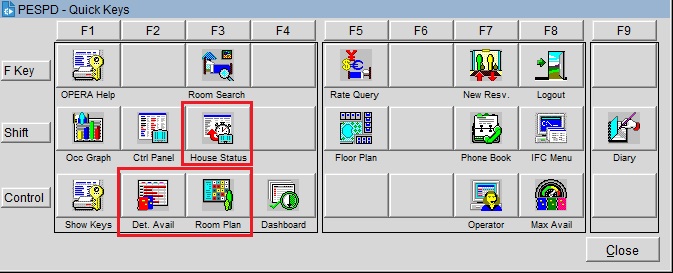 PESPD - Quick Keys
F1 F2 F3 F4 F5 F6 F7 F8 F9
F Key
OPERA Help Room Search Rate Query New Resv. Logout
Shift
Occ Graph Ctrl Panel House Status Floor Plan Phone Book IFC Menu Diary
Control
Show Keys Det. Avail Room Plan Dashboard Operator Max Avail
Close